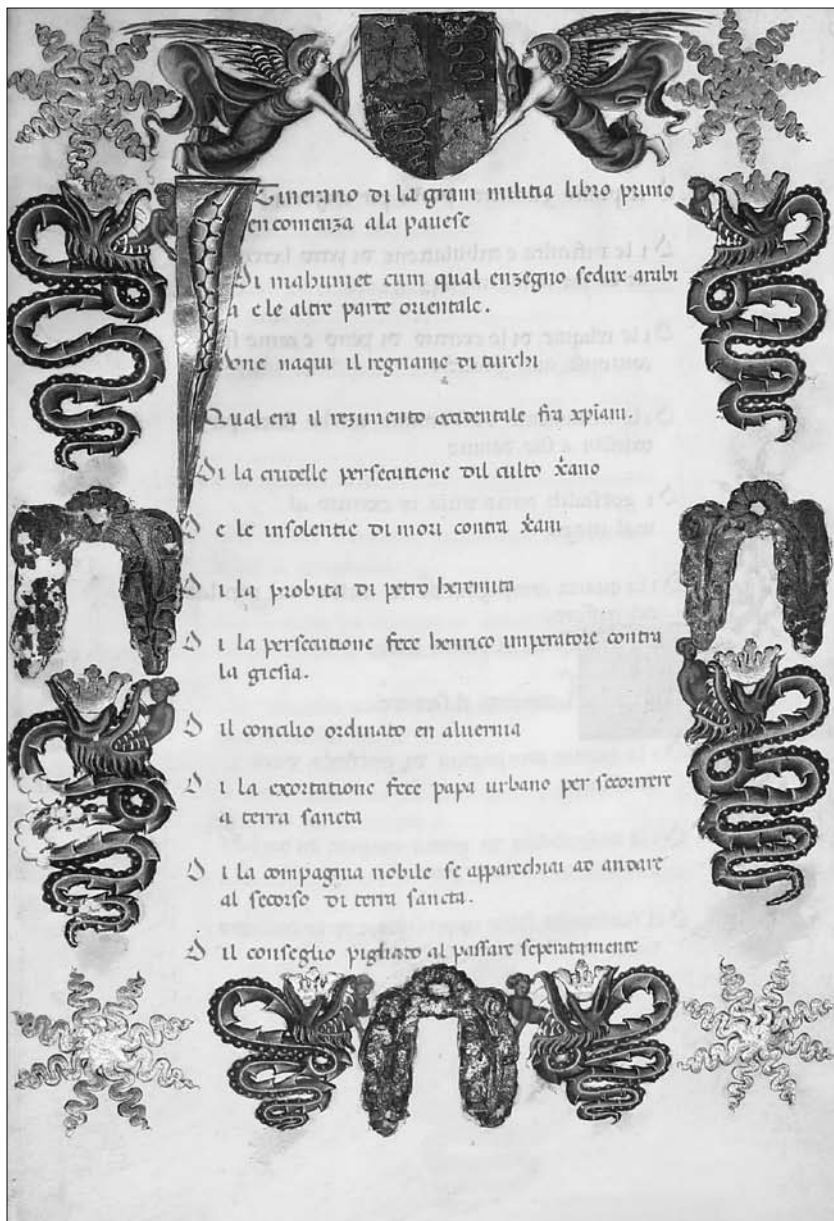 Itinerario di la gram militia libro primo
encomenza ala pavese
Di mahumet cum qual enzegno sedux arabi
a e le altre parte orientale.
Done naqui il regname di turchi
Qual era il rezimento occidentale fra xpiani.
Di la crudelle persecutione dil culto xano
De le insolentie di mori contra xani
Di la probita di petro heremita
Di la persecutione fece henrico imperatore contra
la giesia.
Dil concilio ordinato en alvernia
Di la exortatione fece papa urbano per secorrere
a terra sancta
Di la compagnia nobile se apparechiai ad andare
al secorso di terra sancta.
Dil conseglio pigliato al passare seperatamente